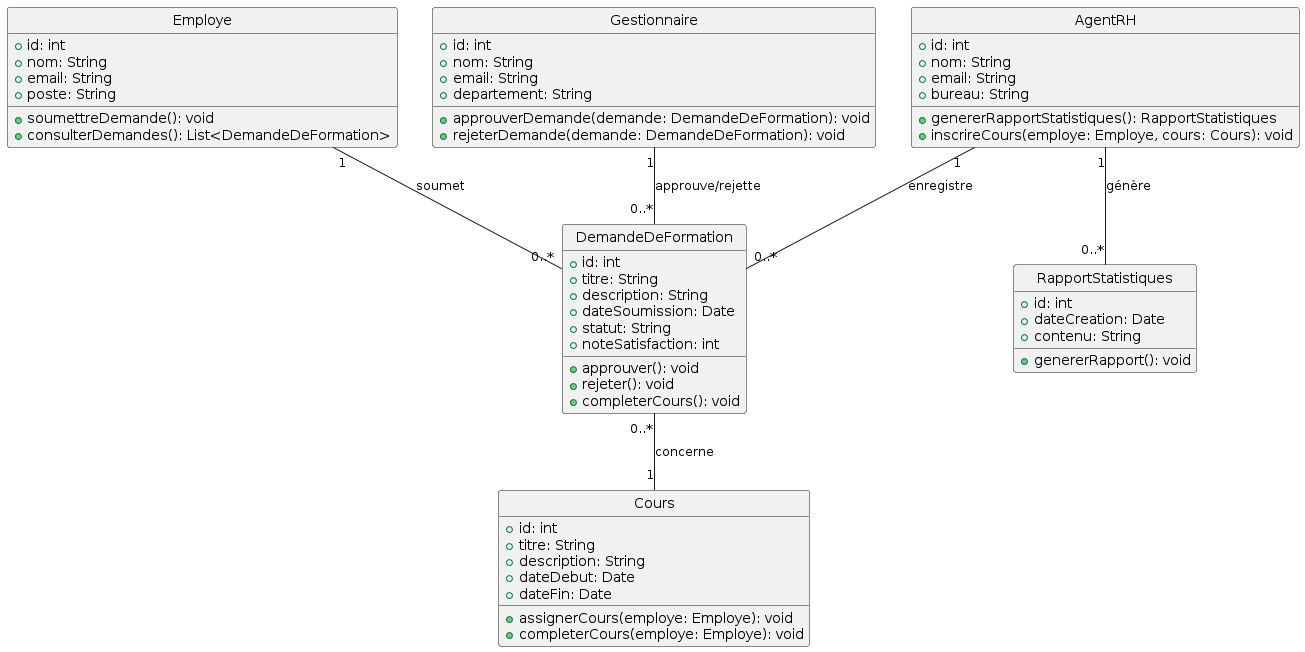 Employe
id: int
nom: String
email: String
poste: String
soumettreDemande(): void
consulterDemandes(): List<DemandeDeFormation>
Gestionnaire
id: int
nom: String
email: String
departement: String
approuverDemande(demande: DemandeDeFormation): void
rejeterDemande(demande: DemandeDeFormation): void
AgentRH
id: int
nom: String
email: String
bureau: String
genererRapportStatistiques(): RapportStatistiques
inscrireCours(employe: Employe, cours: Cours): void
1
soumet
0..*
1
approuve/rejette
0..*
1
enregistre
0..*
1
génère
0..*
DemandeDeFormation
id: int
titre: String
description: String
dateSoumission: Date
statut: String
noteSatisfaction: int
approuver(): void
rejeter(): void
completerCours(): void
RapportStatistiques
id: int
dateCreation: Date
contenu: String
genererRapport(): void
0..*
concerne
1
Cours
id: int
titre: String
description: String
dateDebut: Date
dateFin: Date
assignerCours(employe: Employe): void
completerCours(employe: Employe): void